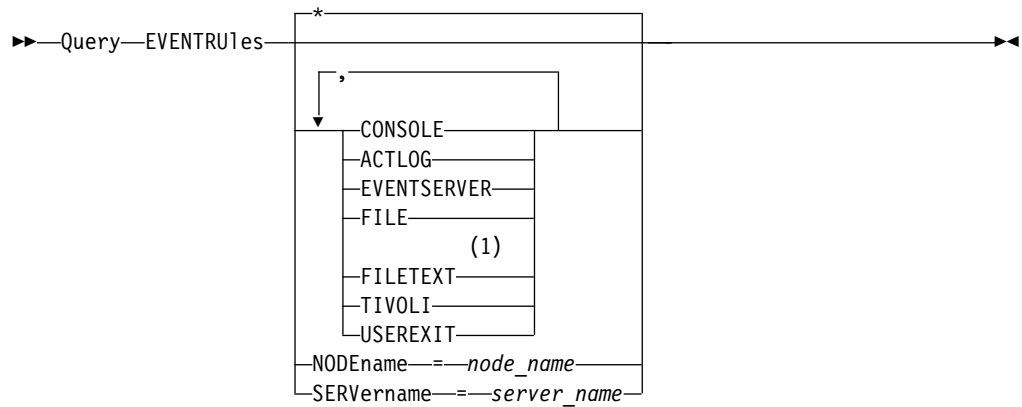 *
Query EVENTRUles
,
CONSOLE
ACTLOG
EVENTSERVER
FILE
(1)
FILETEXT
TIVOLI
USEREXIT
NODEname = node_name
SERVername = server_name